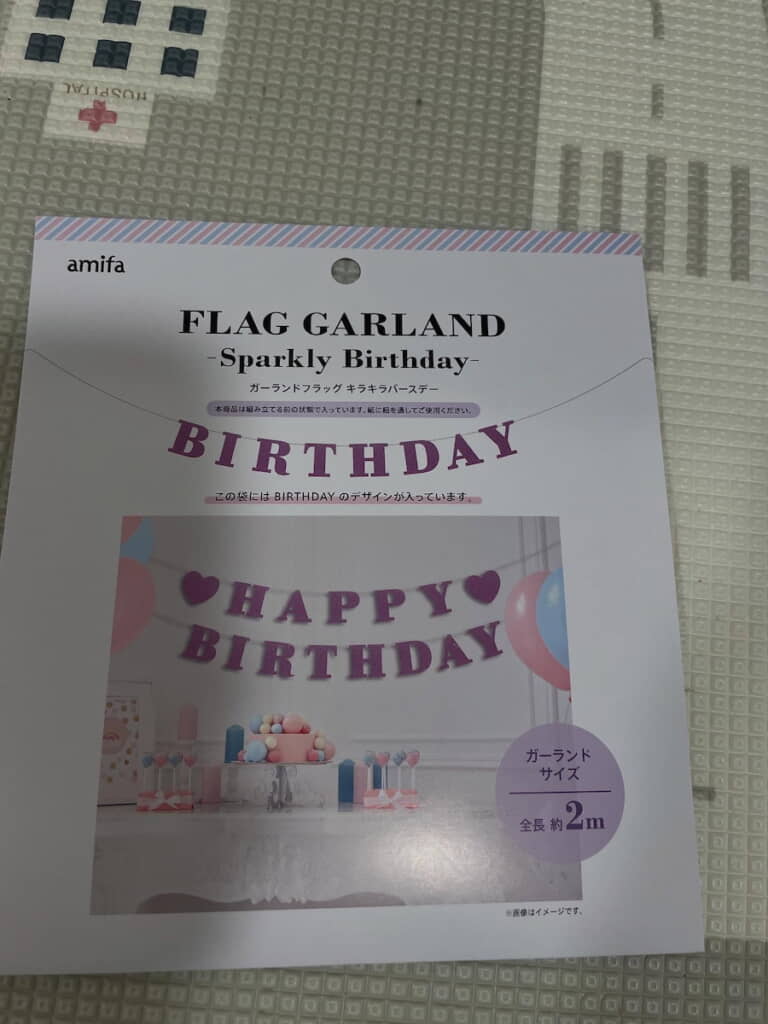 HOSPITAL
amifa
FLAG GARLAND
-Sparkly Birthday-
ガーランドフラッグ キラキラバースデー
本商品は組み立てる前の状態で入っています。紙に紐を通してご使用ください。
BIRTHDAY
この袋には BIRTHDAY のデザインが入っています。
HAPPY
BIRTHDAY
ガーランド
サイズ
全長 約2m
※画像はイメージです。